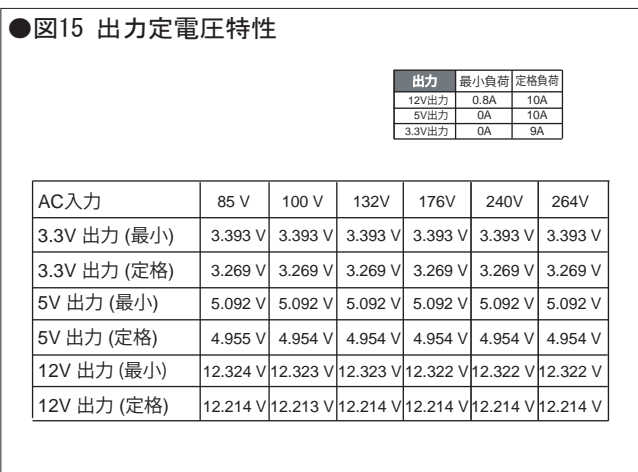 ●図15 出力定電圧特性
出力 最小負荷 定格負荷
12V出力 0.8A 10A
5V出力 0A 10A
3.3V出力 0A 9A
AC入力 85 V 100 V 132V 176V 240V 264V
3.3V 出力 (最小) 3.393 V 3.393 V 3.393 V 3.393 V 3.393 V 3.393 V
3.3V 出力 (定格) 3.269 V 3.269 V 3.269 V 3.269 V 3.269 V 3.269 V
5V 出力 (最小) 5.092 V 5.092 V 5.092 V 5.092 V 5.092 V 5.092 V
5V 出力 (定格) 4.955 V 4.954 V 4.954 V 4.954 V 4.954 V 4.954 V
12V 出力 (最小) 12.324 V 12.323 V 12.323 V 12.322 V 12.322 V 12.322 V
12V 出力 (定格) 12.214 V 12.213 V 12.214 V 12.214 V 12.214 V 12.214 V